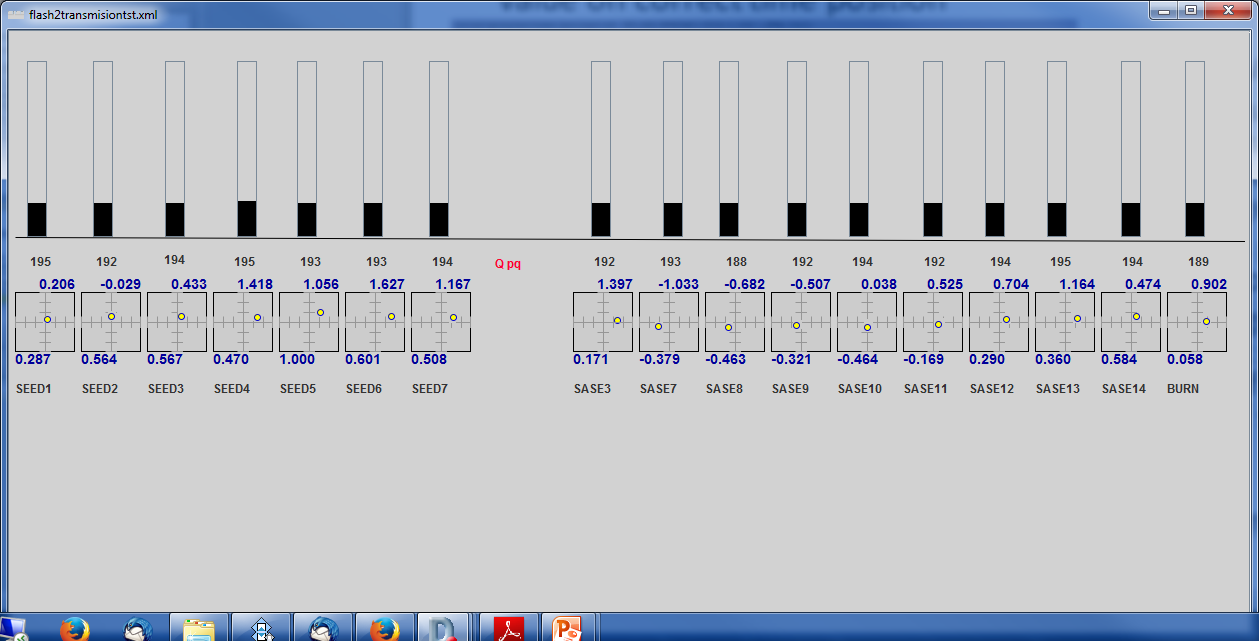 value on correct time position
flash2transmisiontst.xml
195 192 194 195 193 193 194 Q pq 192 193 188 192 194 192 194 195 194 189
0.206 -0.029 0.433 1.418 1.056 1.627 1.167 1.397 -1.033 -0.682 -0.507 0.038 0.525 0.704 1.164 0.474 0.902
0.287 0.564 0.567 0.470 1.000 0.601 0.508 0.171 -0.379 -0.463 -0.321 -0.464 -0.169 0.290 0.360 0.584 0.058
SEED1 SEED2 SEED3 SEED4 SEED5 SEED6 SEED7 SASE3 SASE7 SASE8 SASE9 SASE10 SASE11 SASE12 SASE13 SASE14 BURN